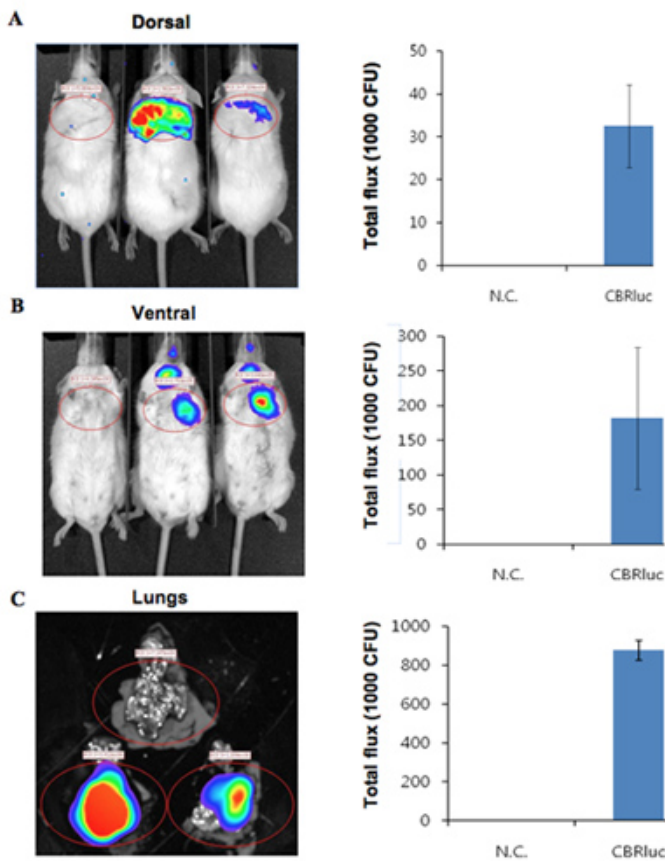 A
Dorsal
Total flux (1000 CFU)
50
40
30
20
10
0
N.C.
CBRluc
B
Ventral
Total flux (1000 CFU)
300
250
200
150
100
50
0
N.C.
CBRluc
C
Lungs
Total flux (1000 CFU)
1000
800
600
400
200
0
N.C.
CBRluc